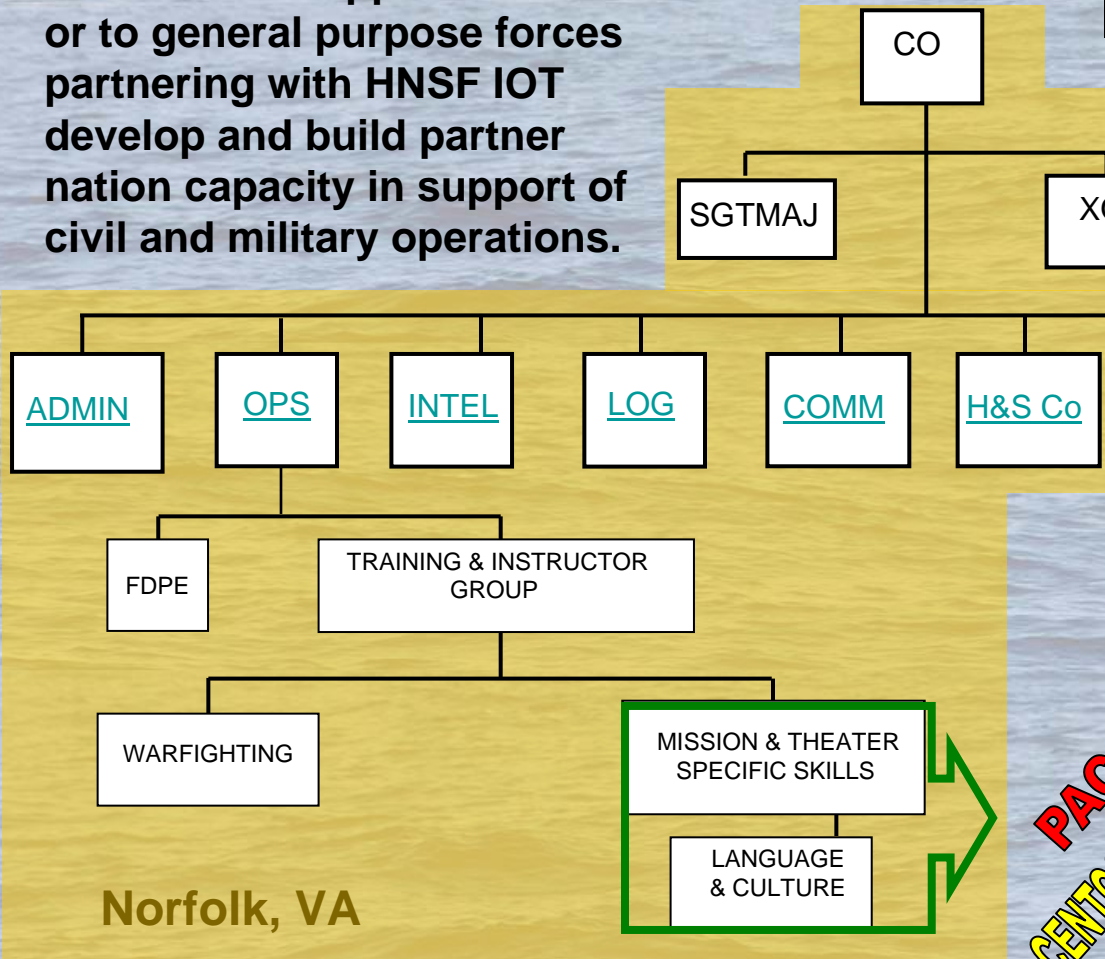 or to general purpose forces
partnering with HNSF IOT
develop and build partner
nation capacity in support of
civil and military operations.
CO
SGTMAJ
ADMIN
OPS
INTEL
LOG
COMM
H&S Co
FDPE
TRAINING & INSTRUCTOR
GROUP
WARFIGHTING
MISSION & THEATER
SPECIFIC SKILLS
LANGUAGE
& CULTURE
Norfolk, VA